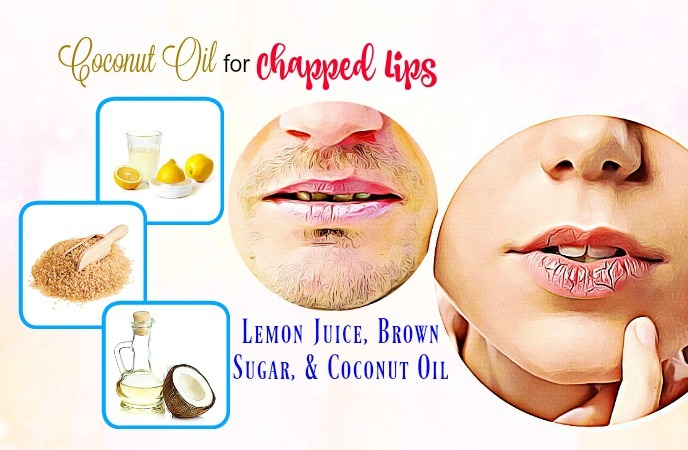 Coconut Oil for Chapped Lips
Lemon Juice, Brown
Sugar, & Coconut Oil